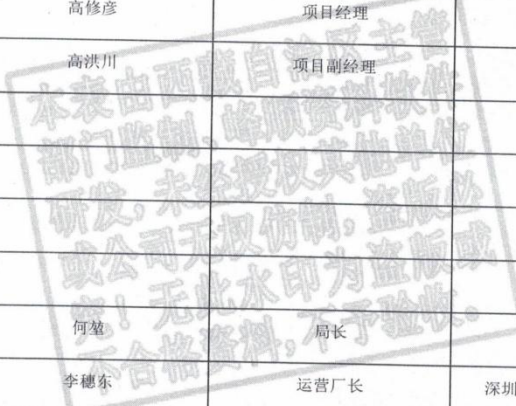 高修彦 项目经理
高洪川 项目副经理
何堃 局长
李穗东 运营厂长 深圳
本表由西藏自治区主管
部门监制、峰顺资料软件
研发，未经授权其他单位
或公司无权仿制，盗版必
究！无此水印为盗版或
不合格资料，不予验收。